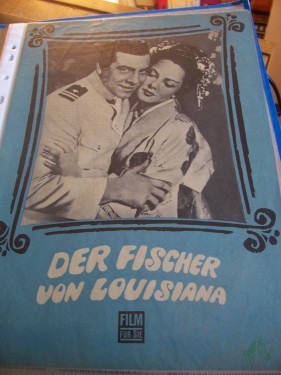 DER FISCHER
VON LOUISIANA
FILM
FÜR SIE